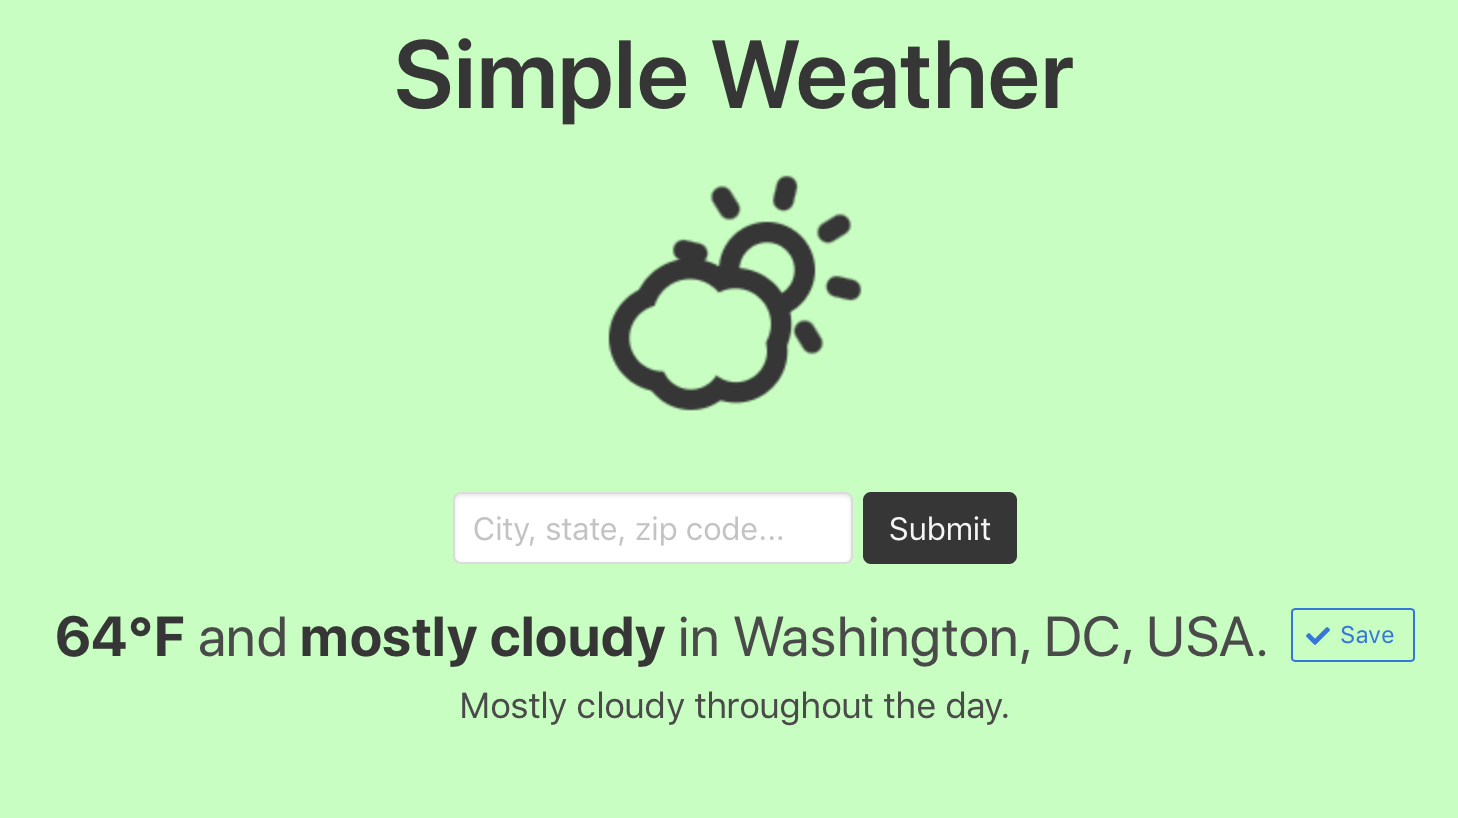 Simple Weather
City, state, zip code...
Submit
64°F and mostly cloudy in Washington, DC, USA.
Save
Mostly cloudy throughout the day.